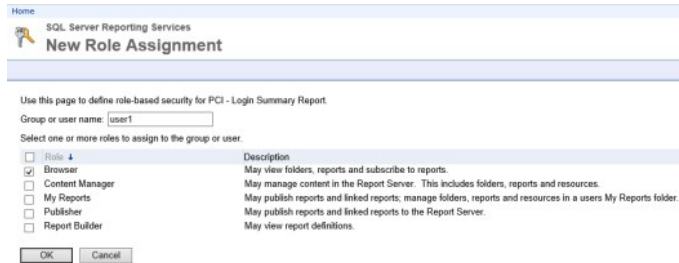 Home
SQL Server Reporting Services
New Role Assignment
Use this page to define role-based security for PCI - Login Summary Report.
Group or user name: user1
Select one or more roles to assign to the group or user.
Role ↓ Description
Browser May view folders, reports and subscribe to reports.
Content Manager May manage content in the Report Server. This includes folders, reports and resources.
My Reports May publish reports and linked reports; manage folders, reports and resources in a users My Reports folder.
Publisher May publish reports and linked reports to the Report Server.
Report Builder May view report definitions.
OK Cancel